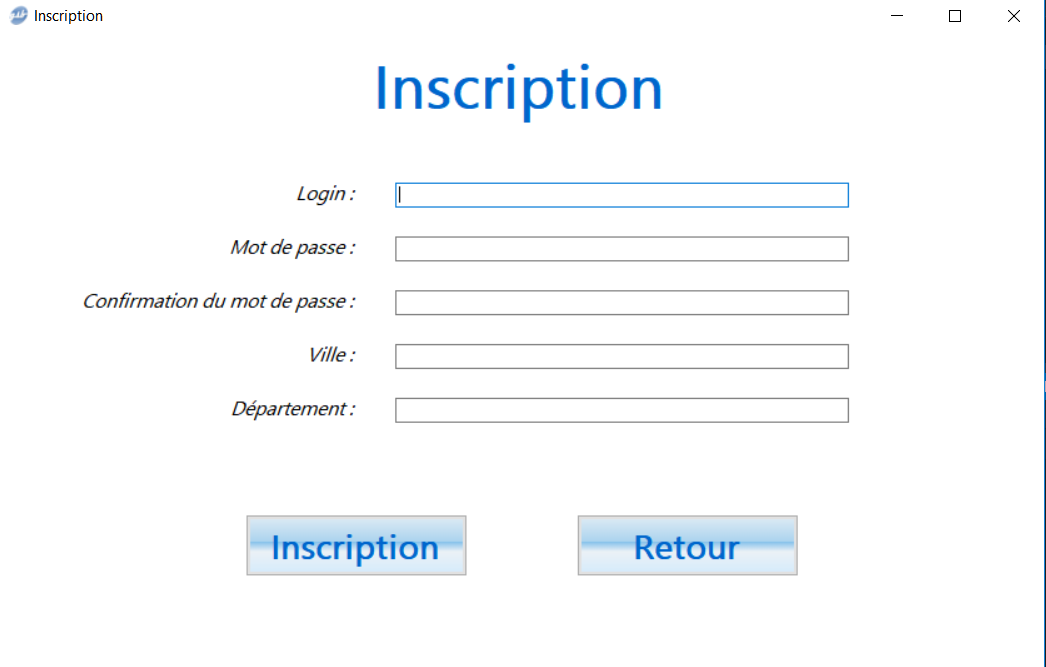 Inscription
Inscription
Login :
Mot de passe :
Confirmation du mot de passe :
Ville :
Département :
Inscription
Retour